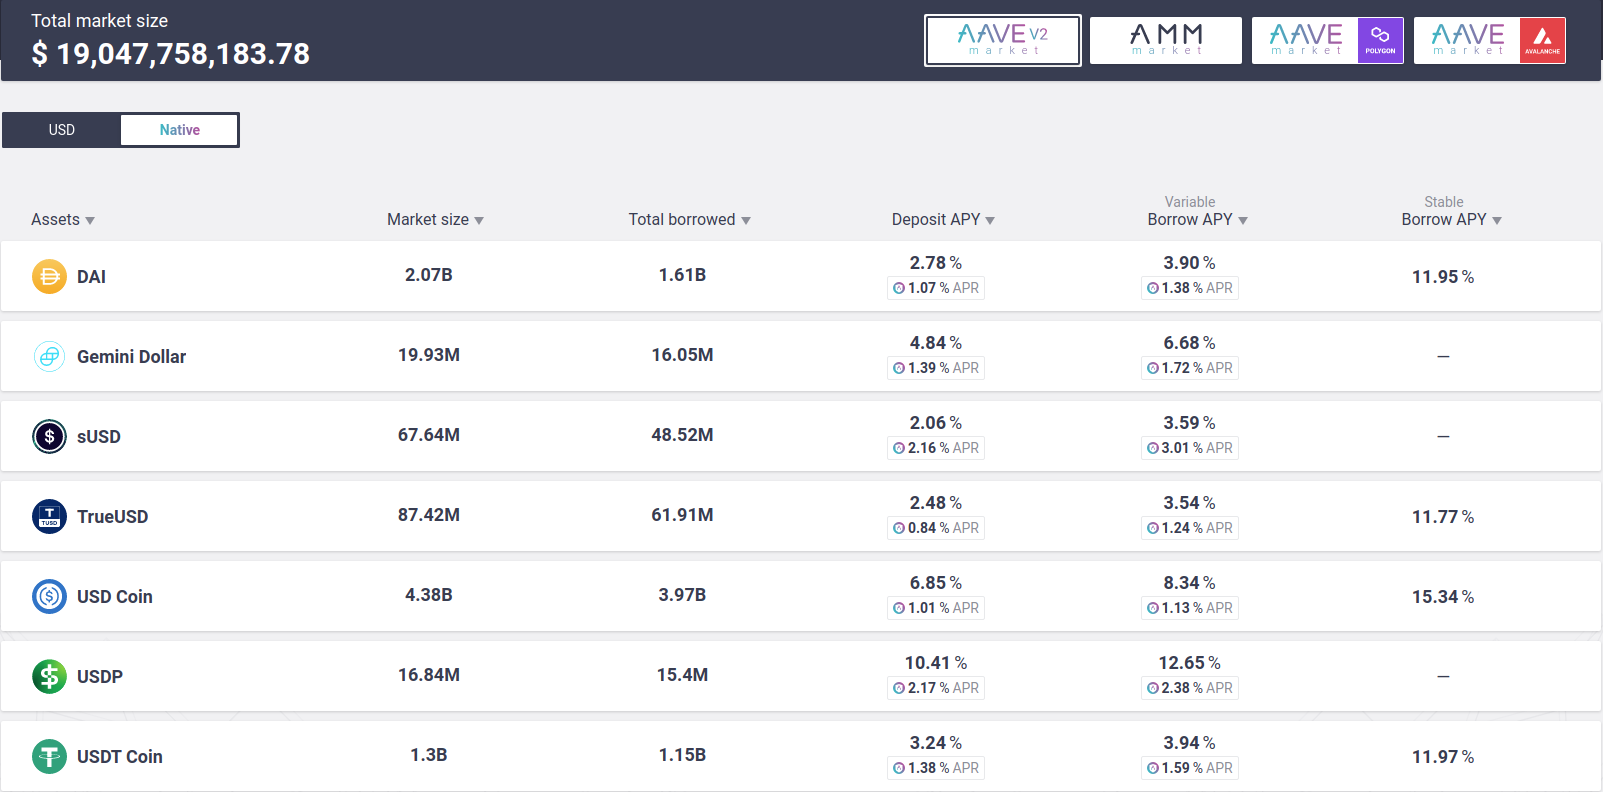 Total market size
$ 19,047,758,183.78
AAVE V2
market
AMM
market
AAVE
market
POLYGON
AAVE
market
AVALANCHE
USD
Native
Assets
Market size
Total borrowed
Deposit APY
Variable
Borrow APY
Stable
Borrow APY
DAI
2.07B
1.61B
2.78 %
1.07 % APR
3.90 %
1.38 % APR
11.95 %
Gemini Dollar
19.93M
16.05M
4.84 %
1.39 % APR
6.68 %
1.72 % APR
—
$
sUSD
67.64M
48.52M
2.06 %
2.16 % APR
3.59 %
3.01 % APR
—
T
TUSD
TrueUSD
87.42M
61.91M
2.48 %
0.84 % APR
3.54 %
1.24 % APR
11.77 %
$
USD Coin
4.38B
3.97B
6.85 %
1.01 % APR
8.34 %
1.13 % APR
15.34 %
$
USDP
16.84M
15.4M
10.41 %
2.17 % APR
12.65 %
2.38 % APR
—
USDT Coin
1.3B
1.15B
3.24 %
1.38 % APR
3.94 %
1.59 % APR
11.97 %